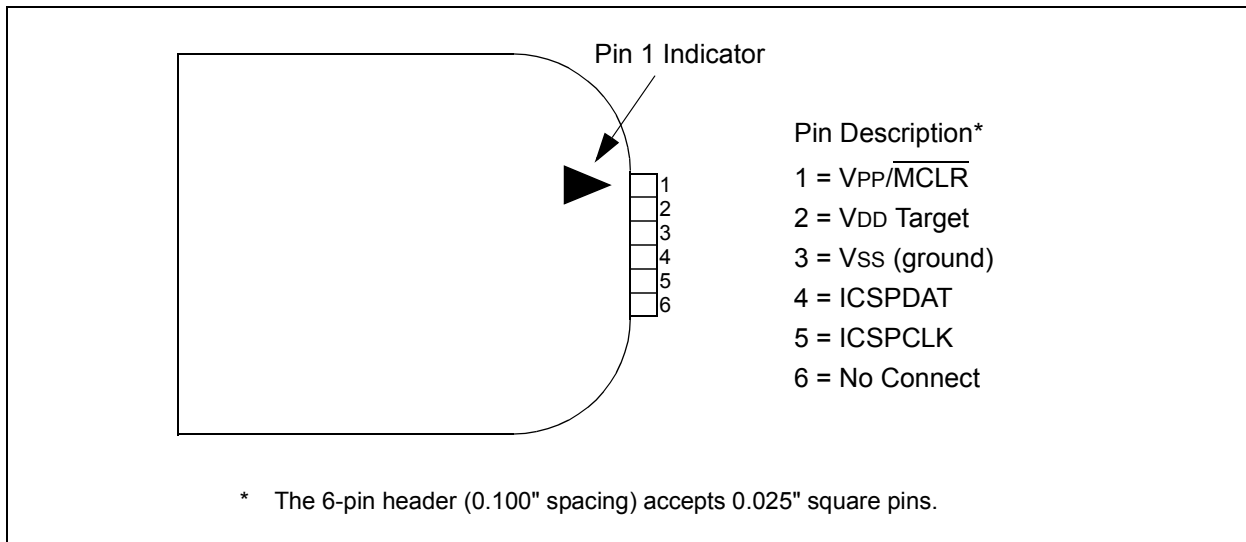 Pin 1 Indicator
1
2
3
4
5
6
Pin Description*
1 = VPP/M̅C̅L̅R̅
2 = VDD Target
3 = VSS (ground)
4 = ICSPDAT
5 = ICSPCLK
6 = No Connect
* The 6-pin header (0.100" spacing) accepts 0.025" square pins.